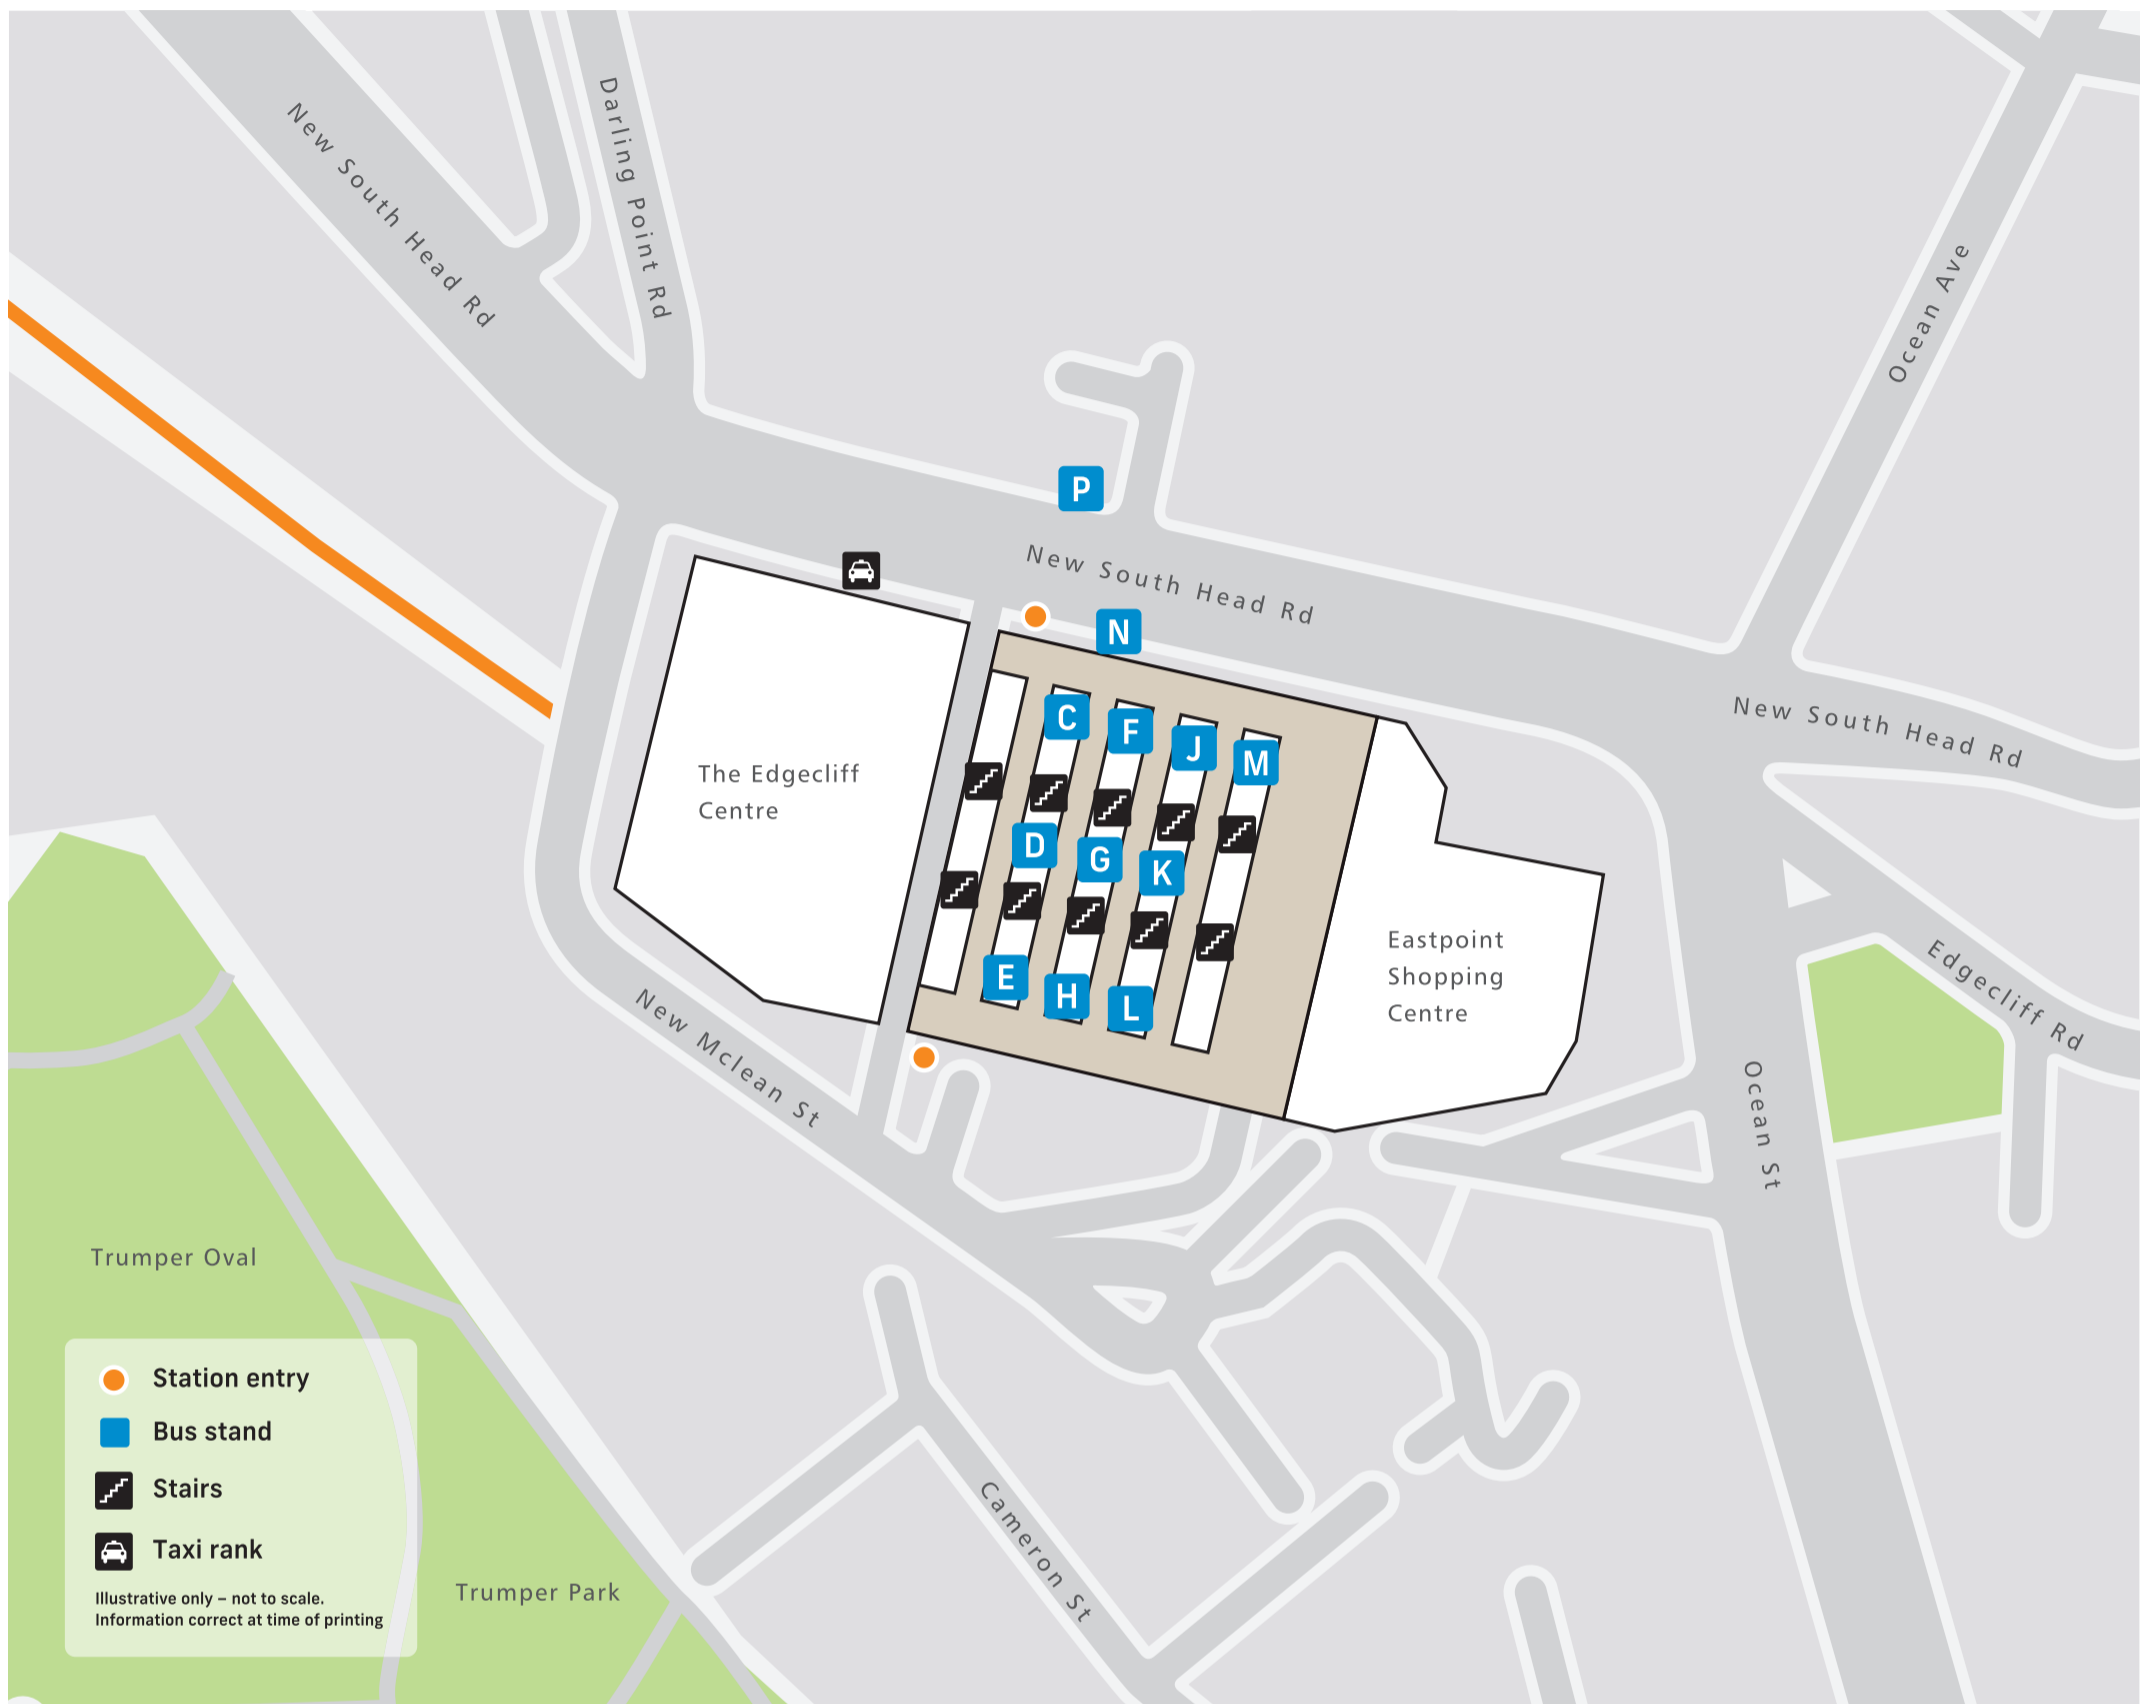 New South Head Rd
Darling Point Rd
Ocean Ave
P
New South Head Rd
N
New South Head Rd
C
F
J
M
The Edgecliff
Centre
D
G
K
Eastpoint
Shopping
Centre
E
H
L
Edgecliff Rd
New Mclean St
Ocean St
Trumper Oval
Station entry
Bus stand
Stairs
Taxi rank
Illustrative only – not to scale.
Information correct at time of printing
Trumper Park
Cameron St